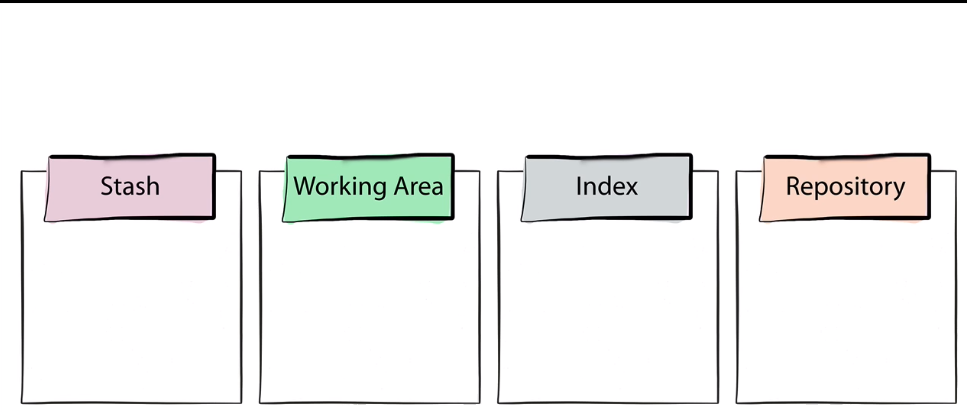 Stash
Working Area
Index
Repository